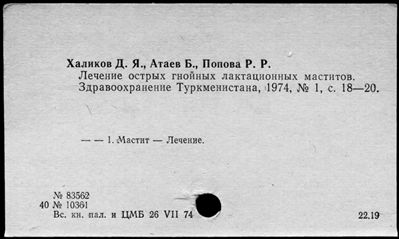 Халиков Д. Я., Атаев Б., Попова Р. Р.
Лечение острых гнойных лактационных маститов.
Здравоохранение Туркменистана, 1974, № 1, с. 18—20.
— — 1. Мастит — Лечение.
№ 83562
40 № 10361
Вс. кн. пал. и ЦМБ 26 VII 74
22.19